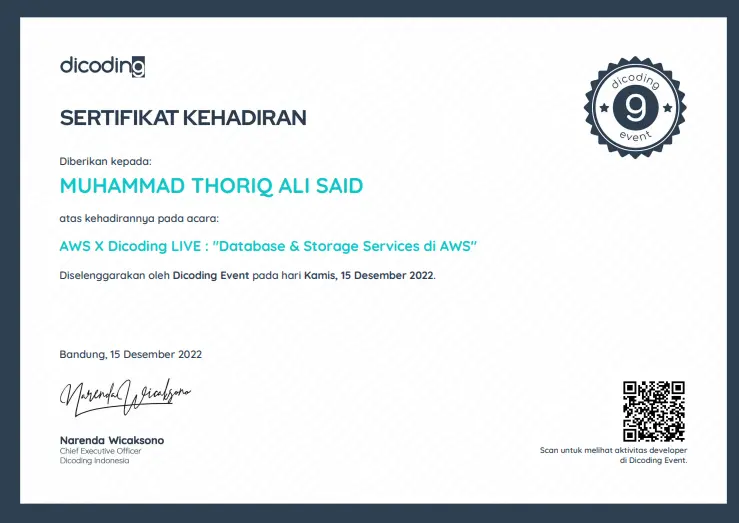 dicoding
SERTIFIKAT KEHADIRAN
dicoding
9
event
Diberikan kepada:
MUHAMMAD THORIQ ALI SAID
atas kehadirannya pada acara:
AWS X Dicoding LIVE : "Database & Storage Services di AWS"
Diselenggarakan oleh Dicoding Event pada hari Kamis, 15 Desember 2022.
Bandung, 15 Desember 2022
Narenda Wicaksono
Narenda Wicaksono
Chief Executive Officer
Dicoding Indonesia
Scan untuk melihat aktivitas developer
di Dicoding Event.